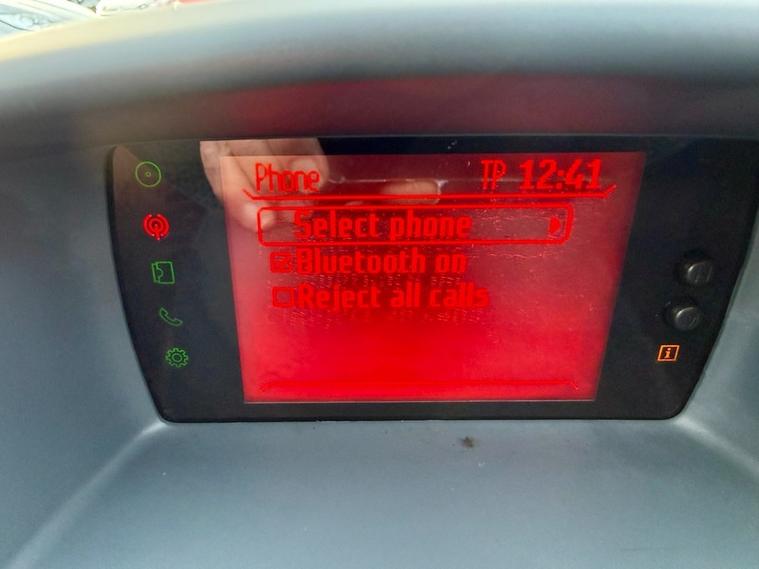 Phone TP 12:41
Select phone
Bluetooth on
Reject all calls
i